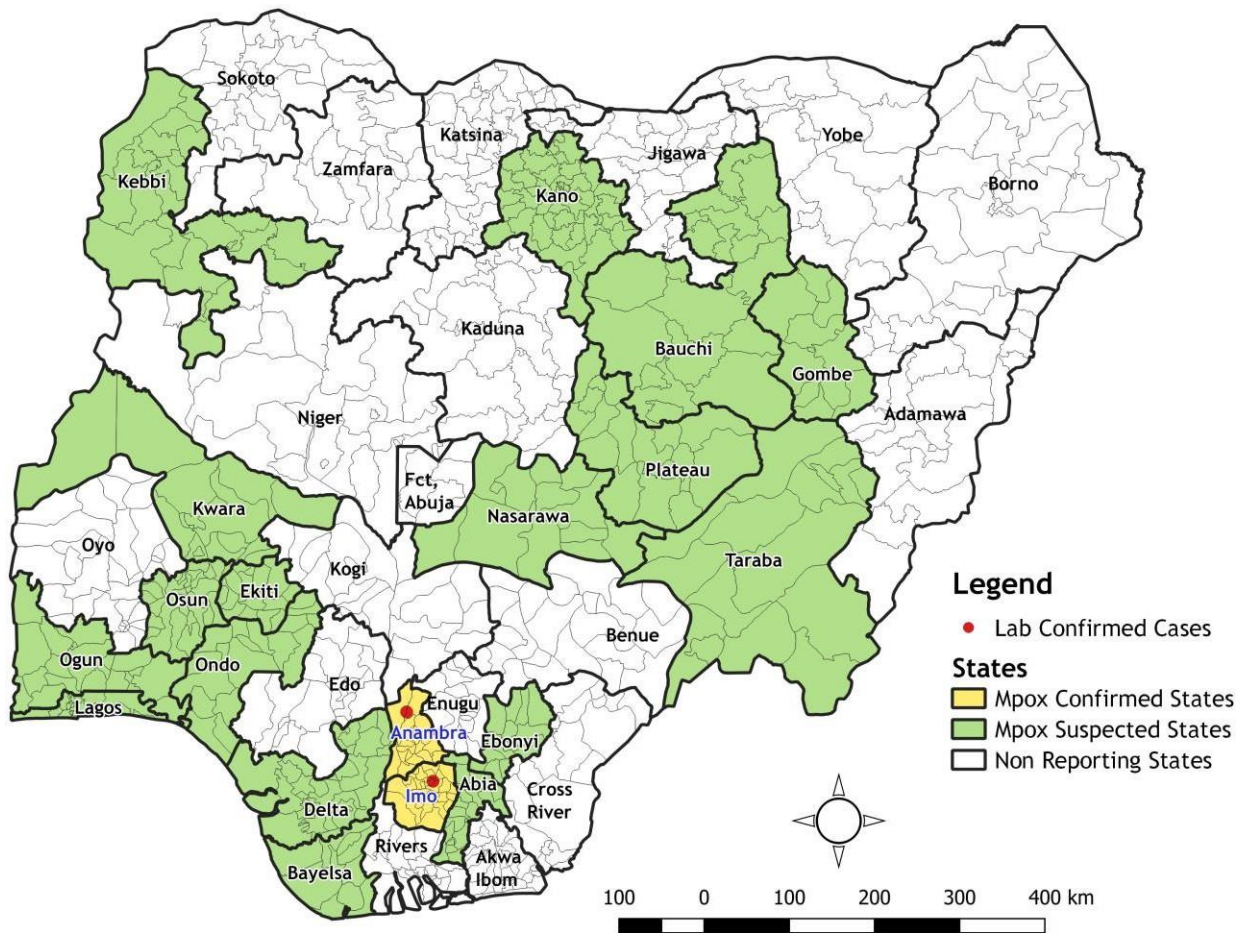 Sokoto
Katsina
Yobe
Zamfara
Jigawa
Kebbi
Borno
Kano
Kaduna
Bauchi
Gombe
Niger
Adamawa
Plateau
Fct,
Abuja
Nasarawa
Kwara
Oyo
Taraba
Kogi
Osun
Ekiti
Benue
Ogun
Ondo
Edo
Enugu
Lagos
Anambra
Ebonyi
Abia
Imo
Cross
River
Delta
Rivers
Akwa
Ibom
Bayelsa
Legend
Lab Confirmed Cases
States
Mpox Confirmed States
Mpox Suspected States
Non Reporting States
100 0 100 200 300 400 km